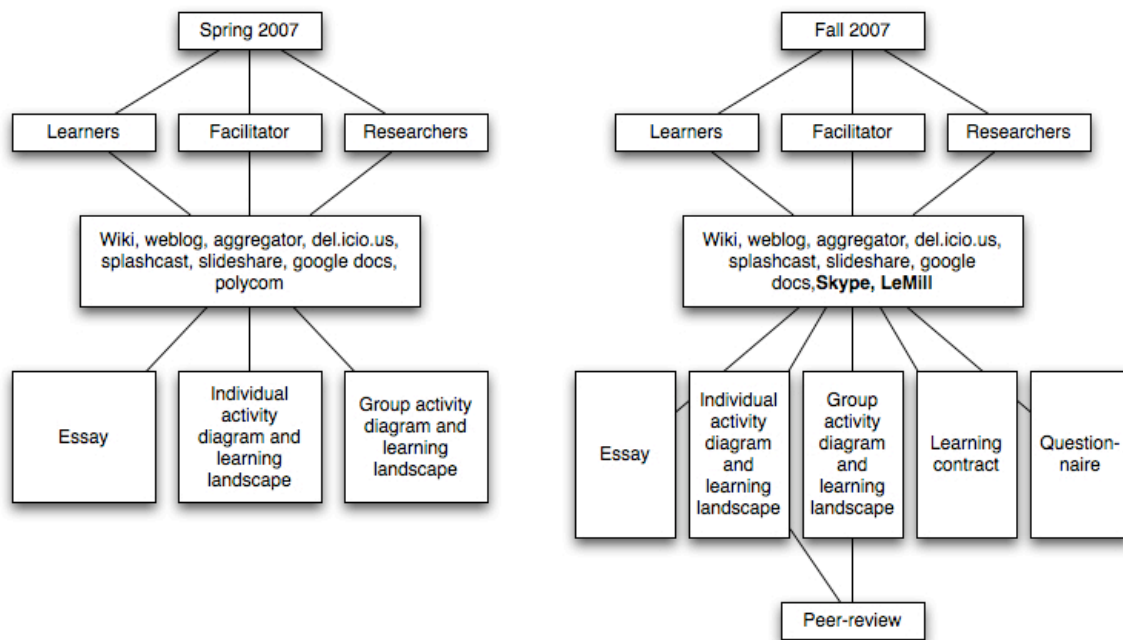 Spring 2007
Learners
Facilitator
Researchers
Wiki, weblog, aggregator, del.icio.us,
splashcast, slideshare, google docs,
polycom
Essay
Individual
activity
diagram and
learning
landscape
Group activity
diagram and
learning
landscape
Fall 2007
Learners
Facilitator
Researchers
Wiki, weblog, aggregator, del.icio.us,
splashcast, slideshare, google
docs,Skype, LeMill
Essay
Individual
activity
diagram
and
learning
landscape
Group
activity
diagram
and
learning
landscape
Learning
contract
Question-
naire
Peer-review